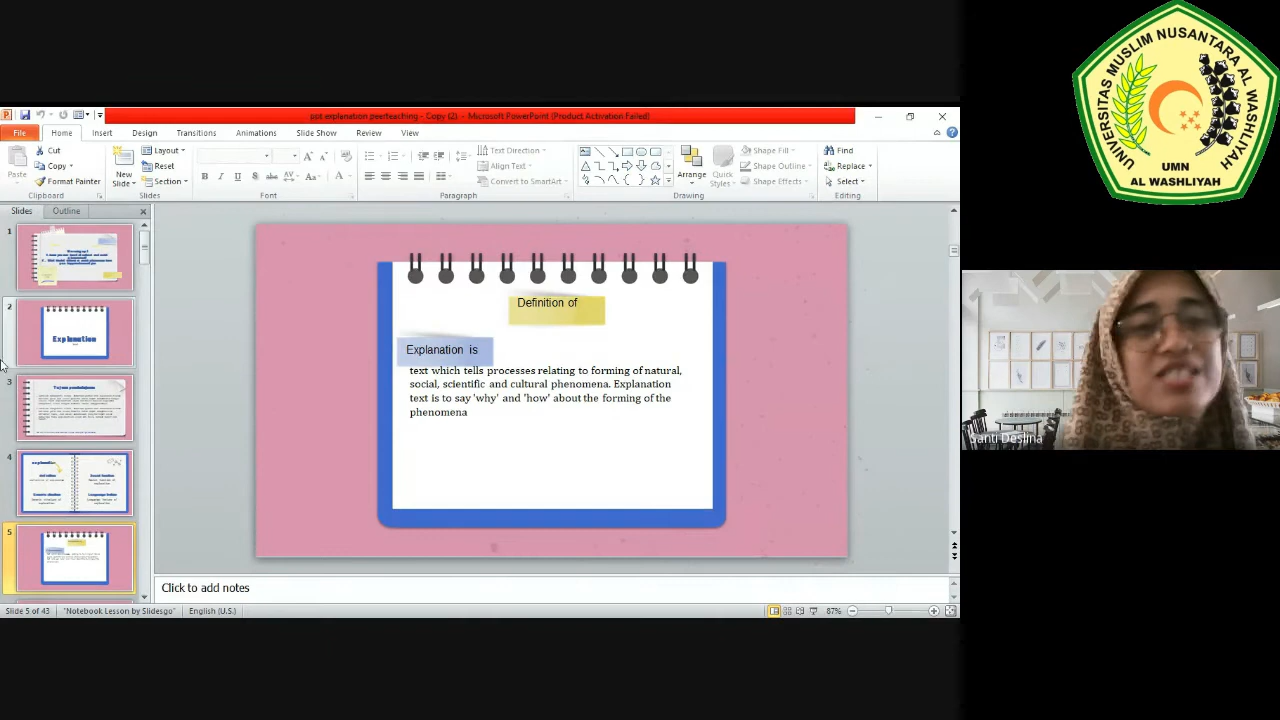 ppt explanation peerteaching - Copy (2) - Microsoft PowerPoint (Product Activation Failed)
File Home Insert Design Transitions Animations Slide Show Review View
Paste
Cut
Copy
Format Painter
Clipboard
New Slide
Layout
Reset
Section
Slides
Font
Text Direction
Align Text
Convert to SmartArt
Paragraph
Arrange
Quick Styles
Shape Fill
Shape Outline
Shape Effects
Drawing
Find
Replace
Select
Editing
Slides Outline
1
2
Explanation
3
4
5
Definition of
Explanation is
text which tells processes relating to forming of natural,
social, scientific and cultural phenomena. Explanation
text is to say 'why' and 'how' about the forming of the
phenomena
Click to add notes
Slide 5 of 43 "Notebook Lesson by Slidesgo" English (U.S.) 87%
UNIVERSITAS MUSLIM NUSANTARA AL WASHLIYAH
UMN
AL WASHLIYAH
Santi Deslina